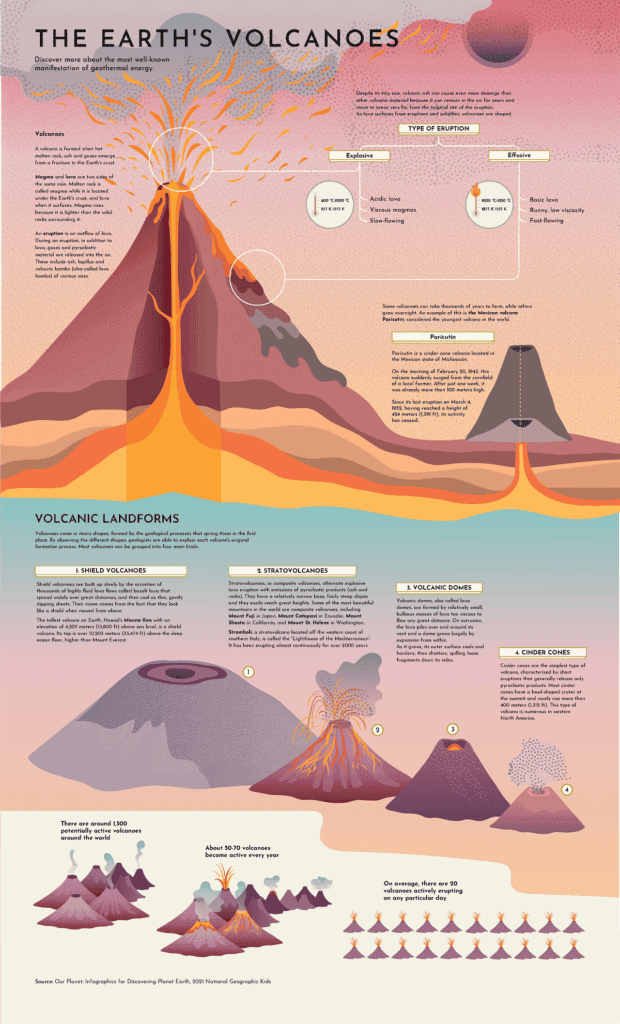 THE EARTH'S VOLCANOES
Discover more about the most well-known
manifestation of geothermal energy.
Despite its tiny size, volcanic ash can cause even more damage than
other volcanic material because it can remain in the air for years and
move to areas very far from the original site of the eruption.
As lava surfaces from eruptions and solidifies, volcanoes are shaped.
TYPE OF ERUPTION
Explosive
Effusive
Acidic lava
Viscous magmas
Slow-flowing
Basic lava
Runny, low viscosity
Fast-flowing
Volcanoes
A volcano is formed when hot
molten rock, ash and gases emerge
from a fracture in the Earth's crust.
Magma and lava are two sides of
the same coin. Molten rock is
called magma while it is located
under the Earth's crust, and lava
when it surfaces. Magma rises
because it is lighter than the solid
rocks surrounding it.
An eruption is an outflow of lava.
During an eruption, in addition to
lava, gases and pyroclastic
material are released into the air.
These include ash, lapillus and
volcanic bombs (also called lava
bombs) of various sizes.
Some volcanoes can take thousands of years to form, while others
grow overnight. An example of this is the Mexican volcano
Paricutin, considered the youngest volcano in the world.
Paricutin
Paricutin is a cinder-cone volcano located in
the Mexican state of Michoacán.
On the morning of February 20, 1943, this
volcano suddenly surged from the cornfield
of a local farmer. After just one week, it
was already more than 100 meters high.
Since its last eruption on March 4,
1952, having reached a height of
424 meters (1,391 ft), its activity
has ceased.
VOLCANIC LANDFORMS
Volcanoes come in many shapes, formed by the geological processes that spring them in the first
place. By observing the different shapes, geologists are able to explain each volcano's original
formation process. Most volcanoes can be grouped into four main kinds.
1. SHIELD VOLCANOES
Shield volcanoes are built up slowly by the accretion of
thousands of highly fluid lava flows called basalt lava that
spread widely over great distances, and then cool as thin, gently
dipping sheets. Their name comes from the fact that they look
like a shield when viewed from above.
The tallest volcano on Earth, Hawaii's Mauna Kea with an
elevation of 4,207 meters (13,800 ft) above sea level, is a shield
volcano. Its top is over 10,203 meters (33,474 ft) above the deep
ocean floor, higher than Mount Everest.
2. STRATOVOLCANOES
Stratovolcanoes, or composite volcanoes, alternate explosive
lava eruption with emissions of pyroclastic products (ash and
rocks). They have a relatively narrow base, fairly steep slopes
and they easily reach great heights. Some of the most beautiful
mountains in the world are composite volcanoes, including
Mount Fuji in Japan, Mount Cotopaxi in Ecuador, Mount
Shasta in California, and Mount St. Helens in Washington.
Stromboli, a stratovolcano located off the western coast of
southern Italy, is called the "Lighthouse of the Mediterranean".
It has been erupting almost continuously for over 2000 years
3. VOLCANIC DOMES
Volcanic domes, also called lava
domes, are formed by relatively small,
bulbous masses of lava too viscous to
flow any great distance. On extrusion,
the lava piles over and around its
vent and a dome grows largely by
expansion from within.
As it grows, its outer surface cools and
hardens, then shatters, spilling loose
fragments down its sides.
4. CINDER CONES
Cinder cones are the simplest type of
volcano, characterized by short
eruptions that generally release only
pyroclastic products. Most cinder
cones have a bowl-shaped crater at
the summit and rarely rise more than
400 meters (1,312 ft). This type of
volcano is numerous in western
North America.
1
2
3
4
There are around 1,500
potentially active volcanoes
around the world
About 50-70 volcanoes
become active every year
On average, there are 20
volcanoes actively erupting
on any particular day
Source: Our Planet: Infographics for Discovering Planet Earth, 2021 National Geographic Kids